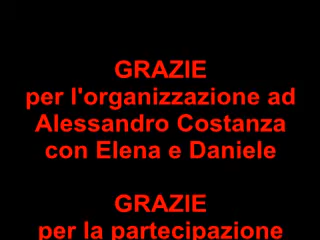 GRAZIE
per l'organizzazione ad
Alessandro Costanza
con Elena e Daniele
GRAZIE
per la partecipazione